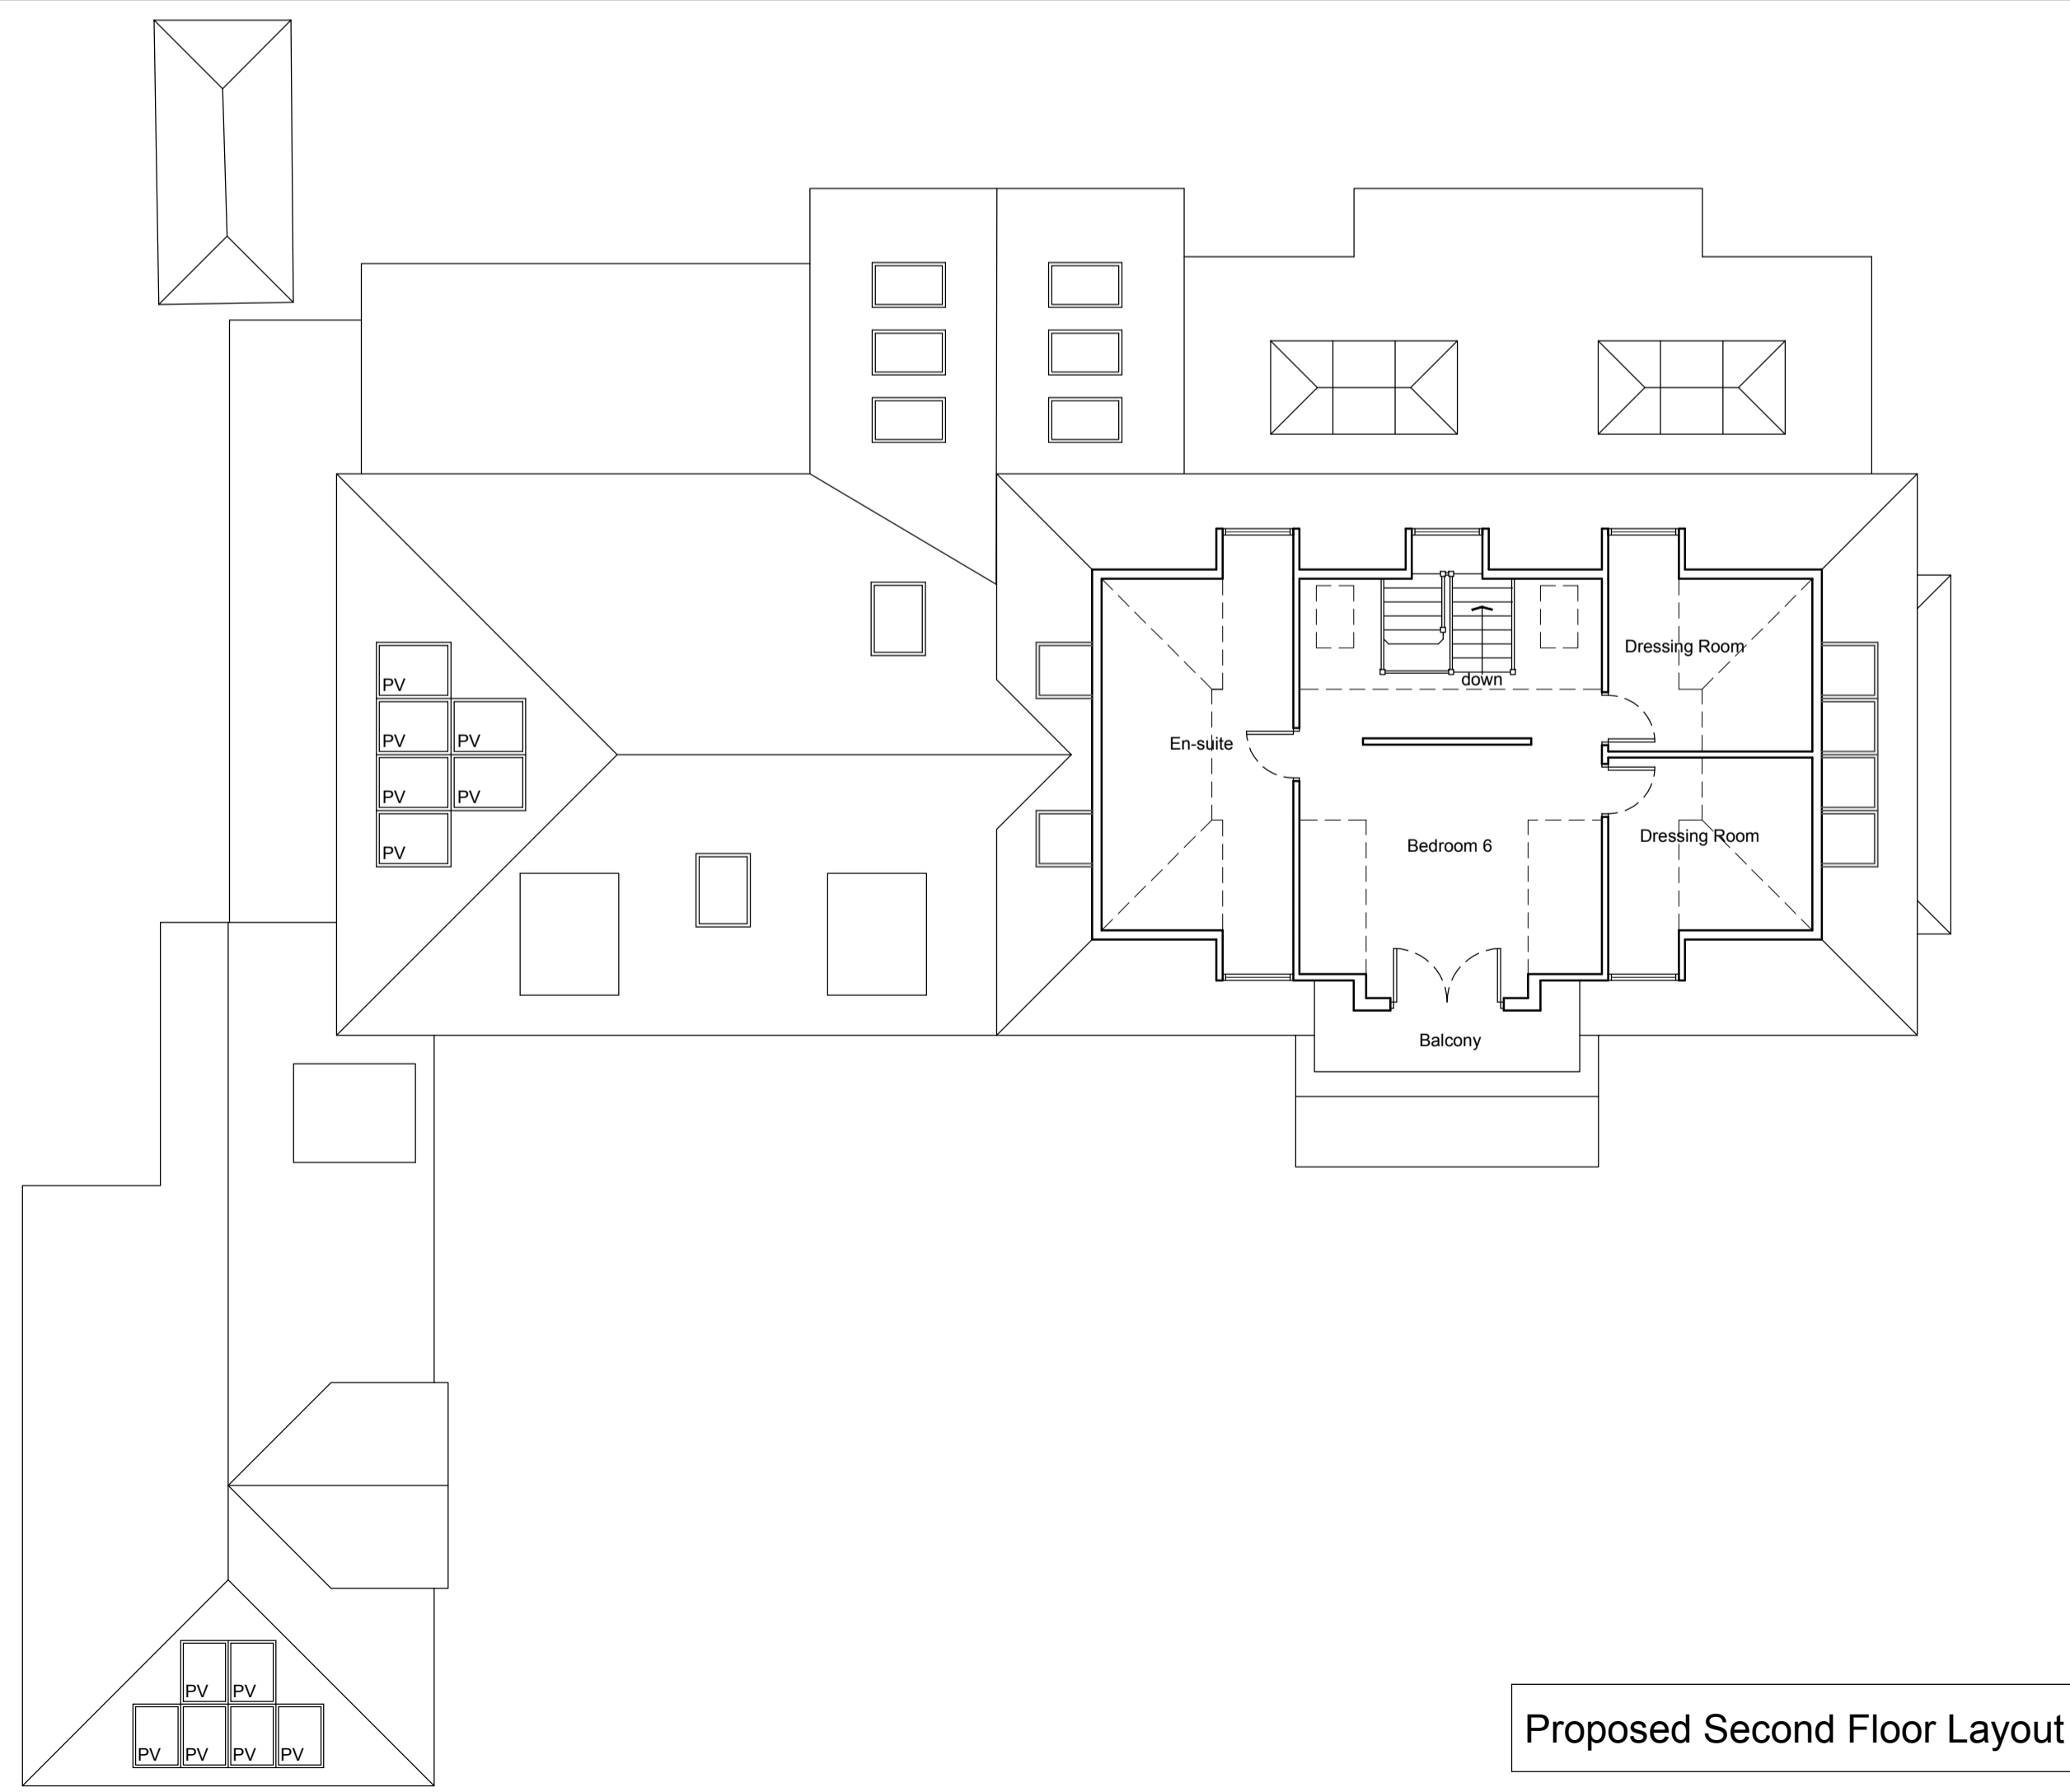 Dressing Room
down
PV
PV
PV
En-suite
PV
PV
PV
Dressing Room
Bedroom 6
Balcony
PV
PV
PV
PV
PV
PV
Proposed Second Floor Layout